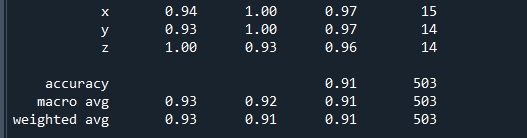 x 0.94 1.00 0.97 15
y 0.93 1.00 0.97 14
z 1.00 0.93 0.96 14
accuracy 0.91 503
macro avg 0.93 0.92 0.91 503
weighted avg 0.93 0.91 0.91 503